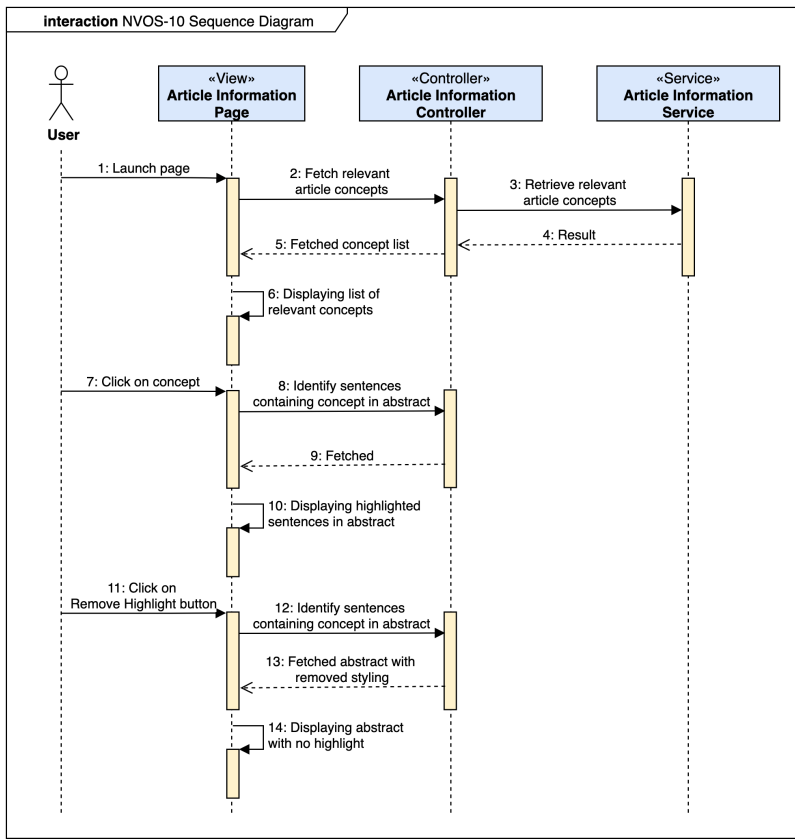 interaction NVOS-10 Sequence Diagram
«View»
Article Information
Page
«Controller»
Article Information
Controller
«Service»
Article Information
Service
User
1: Launch page
2: Fetch relevant
article concepts
3: Retrieve relevant
article concepts
4: Result
5: Fetched concept list
6: Displaying list of
relevant concepts
7: Click on concept
8: Identify sentences
containing concept in abstract
9: Fetched
10: Displaying highlighted
sentences in abstract
11: Click on
Remove Highlight button
12: Identify sentences
containing concept in abstract
13: Fetched abstract with
removed styling
14: Displaying abstract
with no highlight